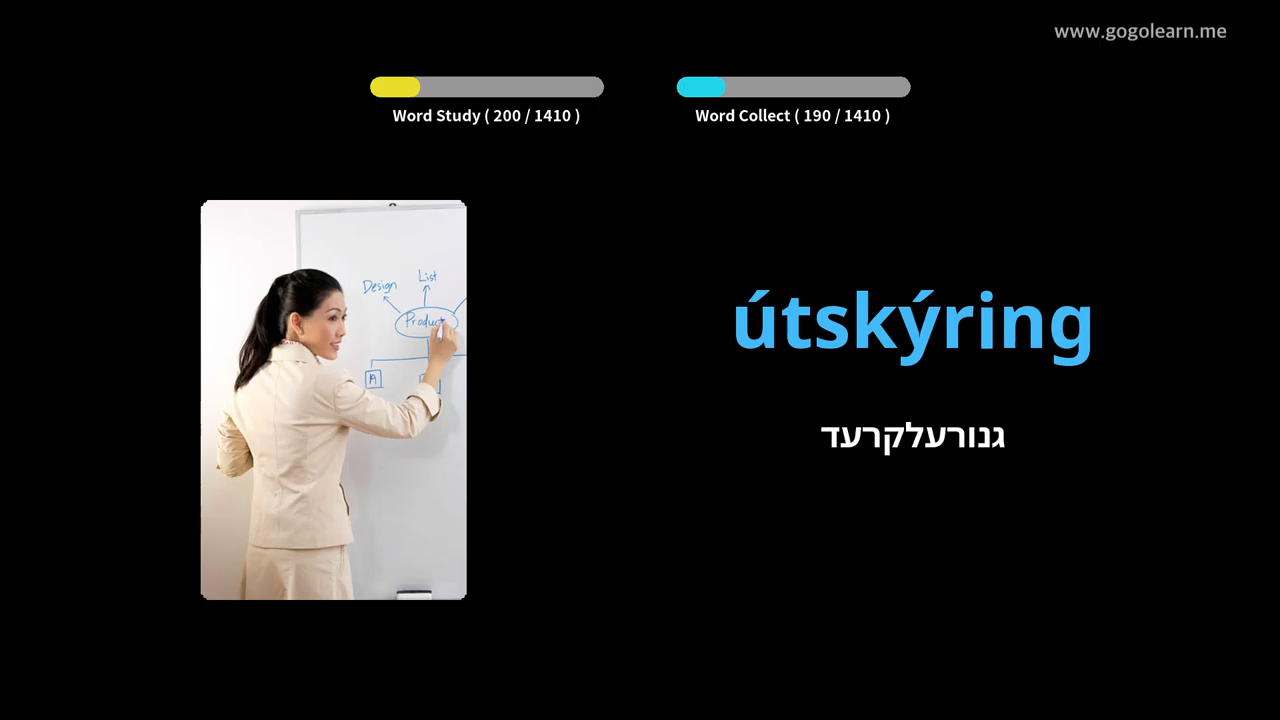 www.gogolearn.me
Word Study ( 200 / 1410 )
Word Collect ( 190 / 1410 )
List
Design
Product
A
útskýring
גנורעלקרעד